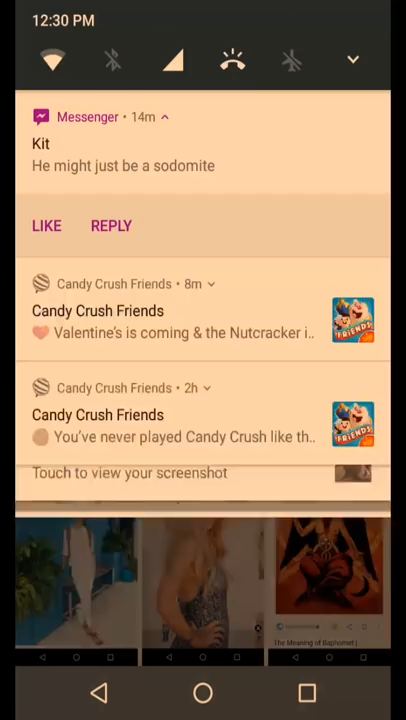 12:30 PM
Messenger • 14m
Kit
He might just be a sodomite
LIKE REPLY
Candy Crush Friends • 8m
Candy Crush Friends
Valentine's is coming & the Nutcracker i..
FRIENDS
Candy Crush Friends • 2h
Candy Crush Friends
You've never played Candy Crush like th..
FRIENDS
Touch to view your screenshot
The Meaning of Baphomet |